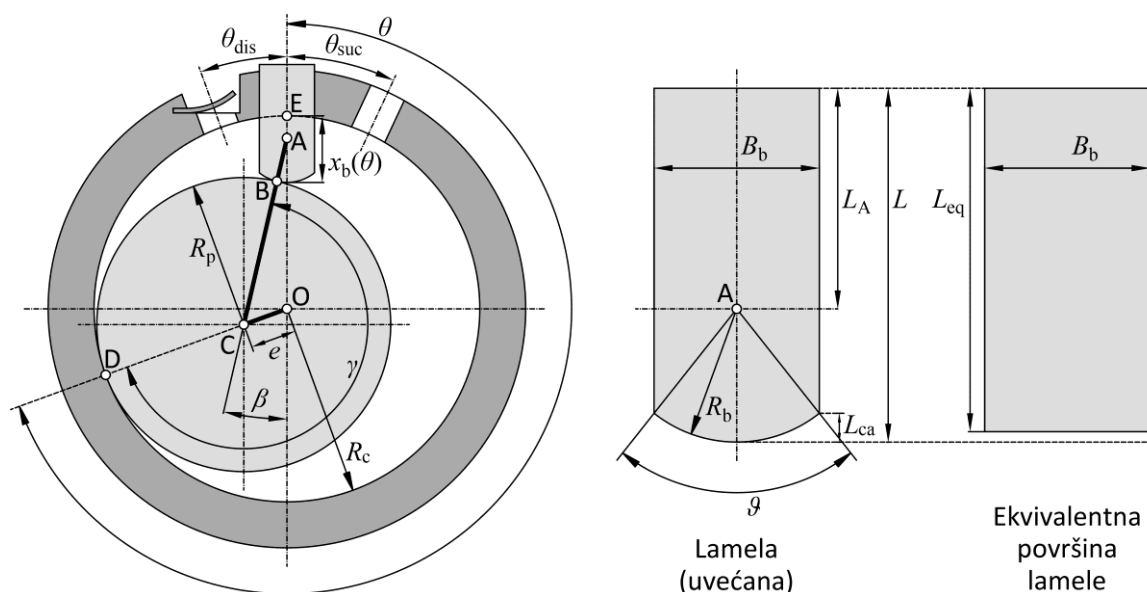 θ
θdis
θsuc
E
A
xb(θ)
B
Rp
O
C
e
D
γ
β
Rc
Bb
Bb
LA
L
Leq
A
Rb
Lca
ϑ
Lamela
(uvećana)
Ekvivalentna
površina
lamele